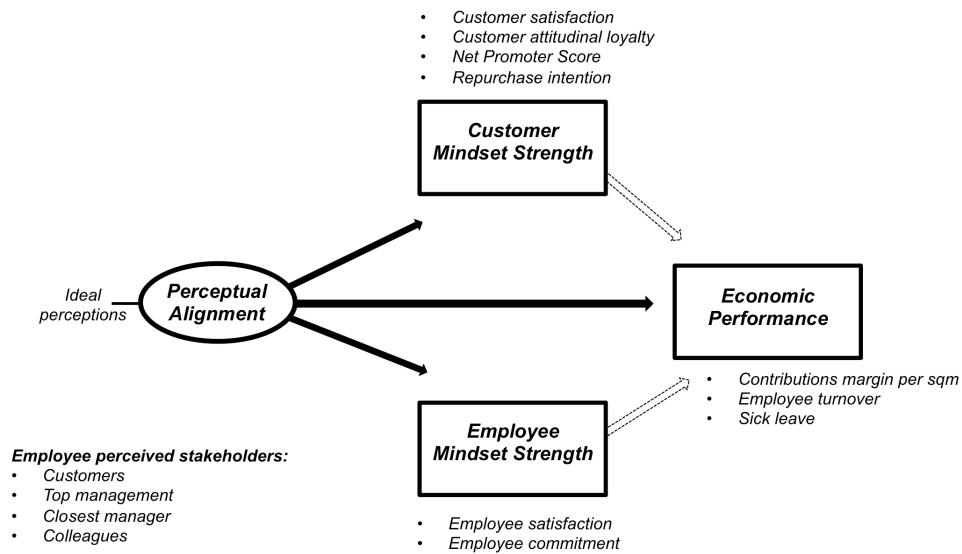 • Customer satisfaction
• Customer attitudinal loyalty
• Net Promoter Score
• Repurchase intention
Customer
Mindset Strength
Ideal
perceptions
Perceptual
Alignment
Economic
Performance
• Contributions margin per sqm
• Employee turnover
• Sick leave
Employee
Mindset Strength
Employee perceived stakeholders:
• Customers
• Top management
• Closest manager
• Colleagues
• Employee satisfaction
• Employee commitment